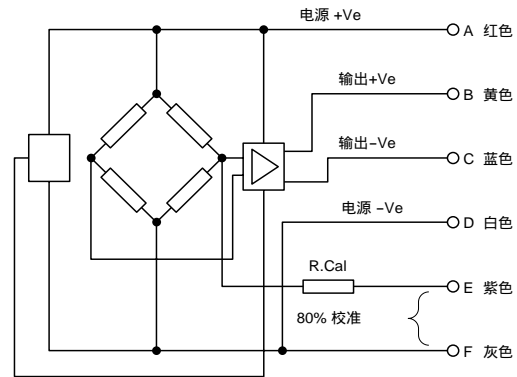 电源 +Ve
A 红色
输出+Ve
B 黄色
输出−Ve
C 蓝色
电源 −Ve
D 白色
R.Cal
E 紫色
80% 校准
F 灰色